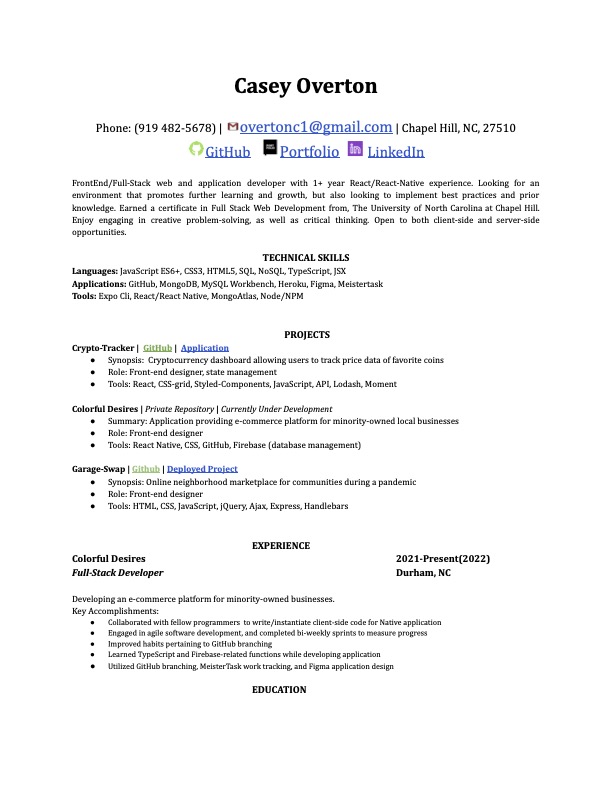 Casey Overton
Phone: (919 482-5678) | overtonc1@gmail.com | Chapel Hill, NC, 27510
GitHub Portfolio LinkedIn
FrontEnd/Full-Stack web and application developer with 1+ year React/React-Native experience. Looking for an
environment that promotes further learning and growth, but also looking to implement best practices and prior
knowledge. Earned a certificate in Full Stack Web Development from, The University of North Carolina at Chapel Hill.
Enjoy engaging in creative problem-solving, as well as critical thinking. Open to both client-side and server-side
opportunities.
TECHNICAL SKILLS
Languages: JavaScript ES6+, CSS3, HTML5, SQL, NoSQL, TypeScript, JSX
Applications: GitHub, MongoDB, MySQL Workbench, Heroku, Figma, Meistertask
Tools: Expo Cli, React/React Native, MongoAtlas, Node/NPM
PROJECTS
Crypto-Tracker | GitHub | Application
● Synopsis: Cryptocurrency dashboard allowing users to track price data of favorite coins
● Role: Front-end designer, state management
● Tools: React, CSS-grid, Styled-Components, JavaScript, API, Lodash, Moment
Colorful Desires | Private Repository | Currently Under Development
● Summary: Application providing e-commerce platform for minority-owned local businesses
● Role: Front-end designer
● Tools: React Native, CSS, GitHub, Firebase (database management)
Garage-Swap | Github | Deployed Project
● Synopsis: Online neighborhood marketplace for communities during a pandemic
● Role: Front-end designer
● Tools: HTML, CSS, JavaScript, jQuery, Ajax, Express, Handlebars
EXPERIENCE
Colorful Desires 2021-Present(2022)
Full-Stack Developer Durham, NC
Developing an e-commerce platform for minority-owned businesses.
Key Accomplishments:
● Collaborated with fellow programmers to write/instantiate client-side code for Native application
● Engaged in agile software development, and completed bi-weekly sprints to measure progress
● Improved habits pertaining to GitHub branching
● Learned TypeScript and Firebase-related functions while developing application
● Utilized GitHub branching, MeisterTask work tracking, and Figma application design
EDUCATION